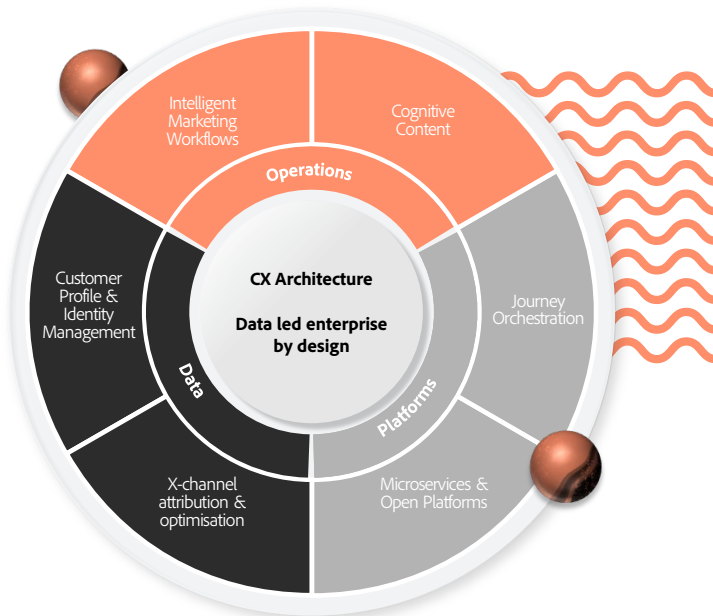 Intelligent
Marketing
Workflows
Cognitive
Content
Operations
Customer
Profile &
Identity
Management
CX Architecture
Data led enterprise
by design
Journey
Orchestration
Data
Platforms
X-channel
attribution &
optimisation
Microservices &
Open Platforms